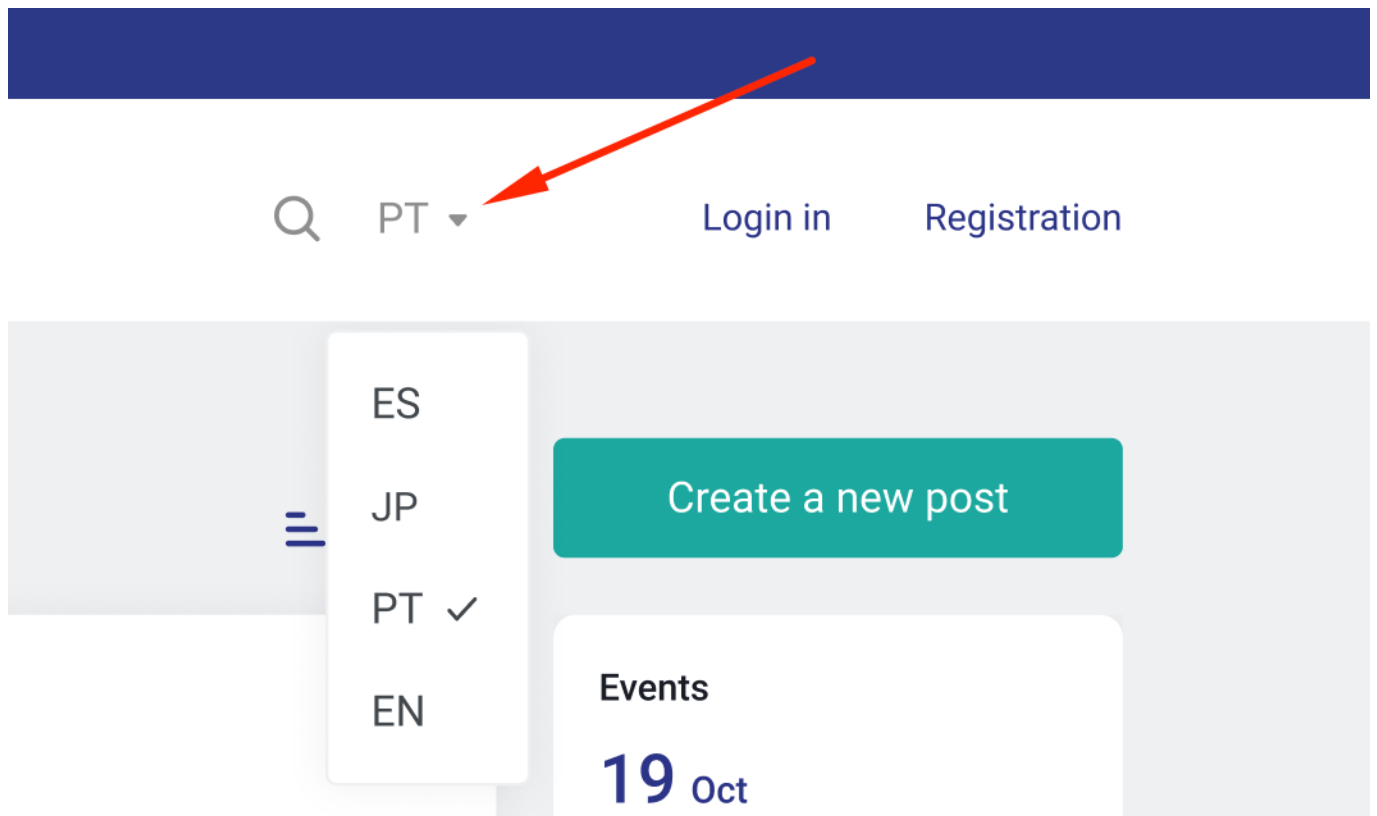 PT
Login in
Registration
ES
JP
PT
EN
Create a new post
Events
19 Oct